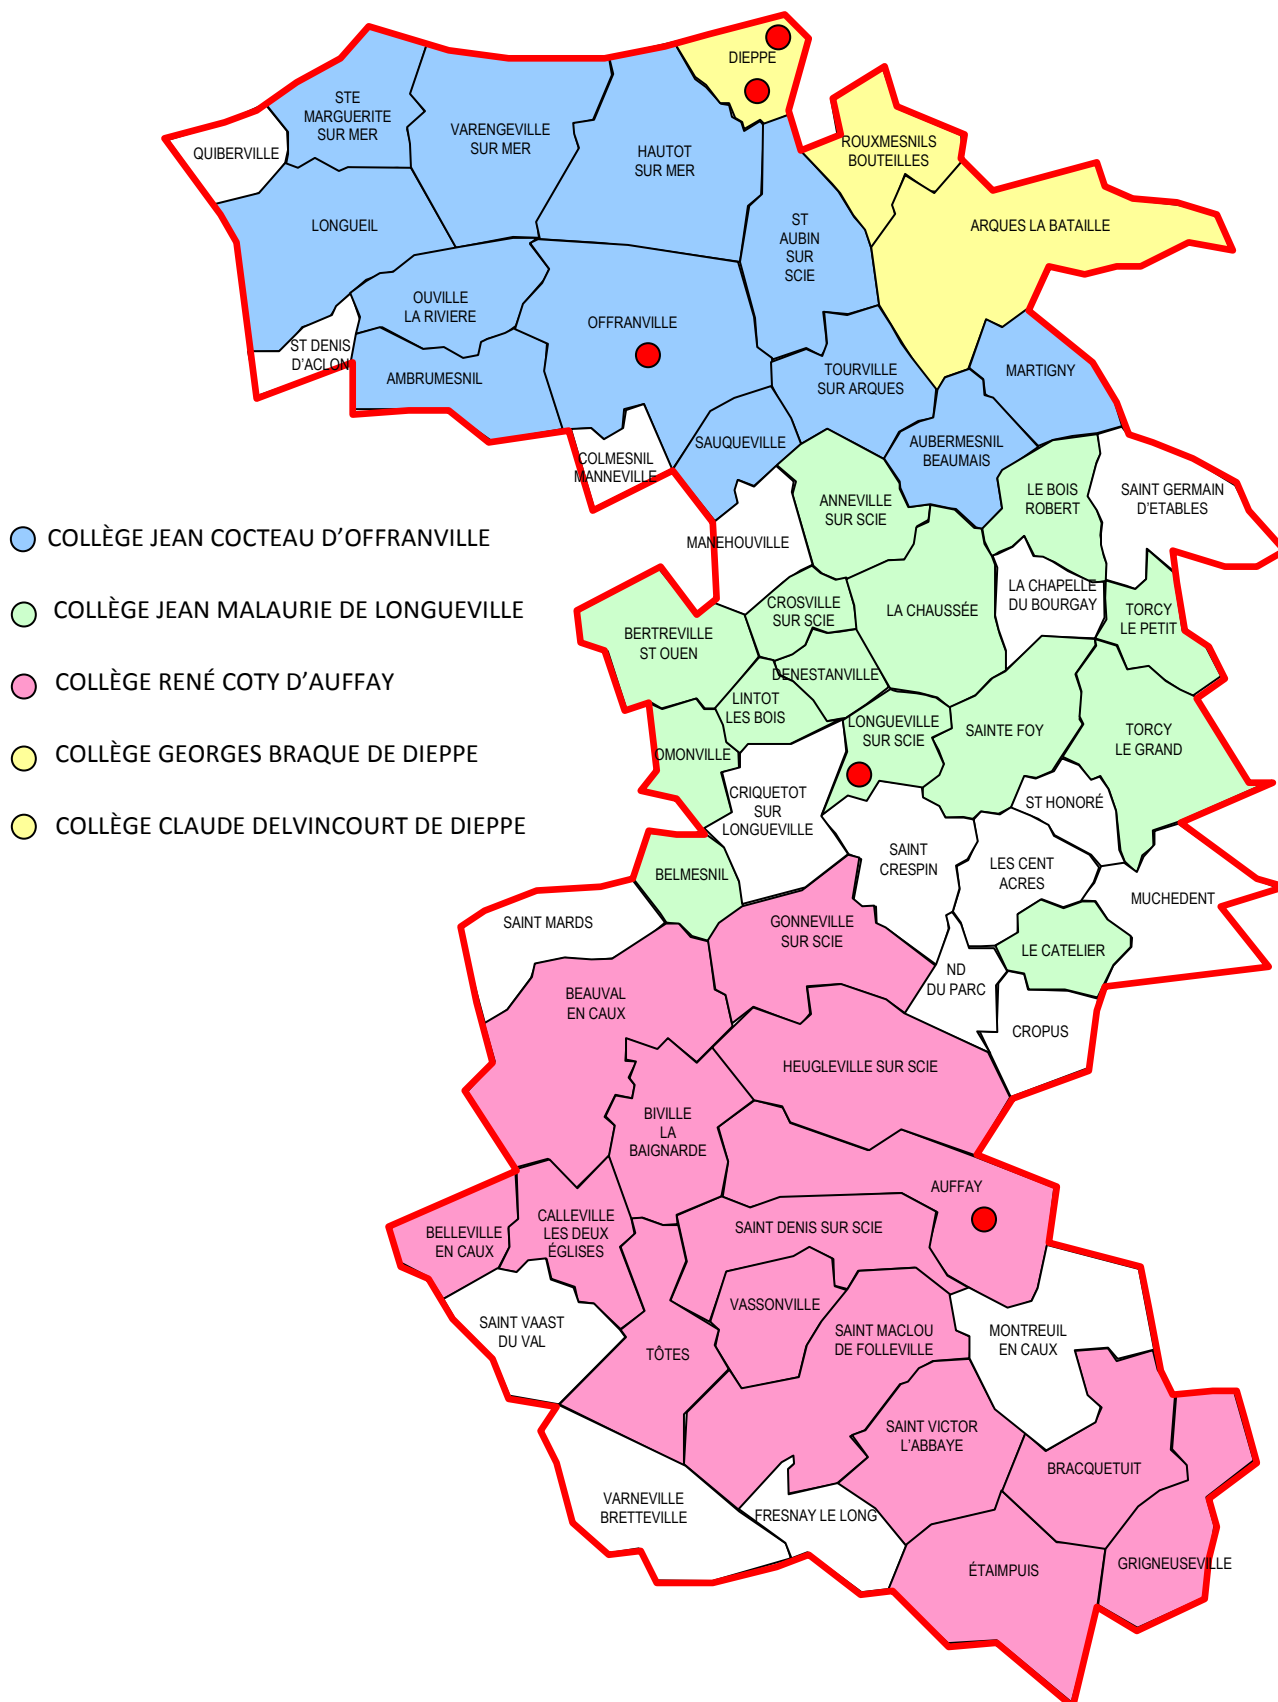 DIEPPE
STE
MARGUERITE
SUR MER
VARENGEVILLE
SUR MER
HAUTOT
SUR MER
ROUXMESNILS
BOUTEILLES
QUIBERVILLE
LONGUEIL
ST
AUBIN
SUR
SCIE
ARQUES LA BATAILLE
OUVILLE
LA RIVIERE
OFFRANVILLE
ST DENIS
D'ACLON
AMBRUMESNIL
TOURVILLE
SUR ARQUES
MARTIGNY
SAUQUEVILLE
AUBERMESNIL
BEAUMAIS
COLMESNIL
MANNEVILLE
ANNEVILLE
SUR SCIE
LE BOIS
ROBERT
SAINT GERMAIN
D'ETABLES
MANEHOUVILLE
COLLÈGE JEAN COCTEAU D'OFFRANVILLE
COLLÈGE JEAN MALAURIE DE LONGUEVILLE
COLLÈGE RENÉ COTY D'AUFFAY
COLLÈGE GEORGES BRAQUE DE DIEPPE
COLLÈGE CLAUDE DELVINCOURT DE DIEPPE
LA CHAPELLE
DU BOURGAY
CROSVILLE
SUR SCIE
LA CHAUSSÉE
TORCY
LE PETIT
BERTREVILLE
ST OUEN
DENESTANVILLE
LINTOT
LES BOIS
LONGUEVILLE
SUR SCIE
SAINTE FOY
TORCY
LE GRAND
OMONVILLE
CRIQUETOT
SUR
LONGUEVILLE
ST HONORÉ
SAINT
CRESPIN
LES CENT
ACRES
BELMESNIL
MUCHEDENT
SAINT MARDS
GONNEVILLE
SUR SCIE
LE CATELIER
ND
DU PARC
BEAUVAL
EN CAUX
CROPUS
HEUGLEVILLE SUR SCIE
BIVILLE
LA
BAIGNARDE
AUFFAY
BELLEVILLE
EN CAUX
CALLEVILLE
LES DEUX
ÉGLISES
SAINT DENIS SUR SCIE
VASSONVILLE
SAINT VAAST
DU VAL
SAINT MACLOU
DE FOLLEVILLE
MONTREUIL
EN CAUX
TÔTES
SAINT VICTOR
L'ABBAYE
BRACQUETUIT
VARNEVILLE
BRETTEVILLE
FRESNAY LE LONG
ÉTAIMPUIS
GRIGNEUSEVILLE